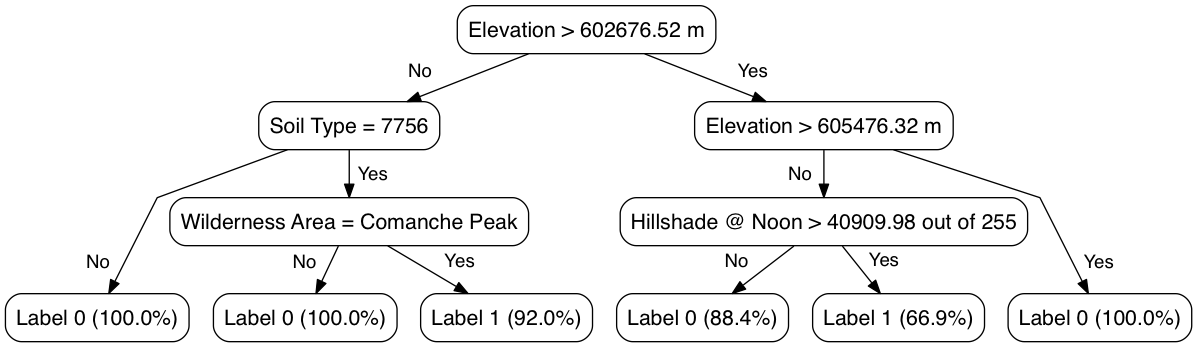 Elevation > 602676.52 m
No
Yes
Soil Type = 7756
Elevation > 605476.32 m
Yes
No
Wilderness Area = Comanche Peak
Hillshade @ Noon > 40909.98 out of 255
No
No
Yes
No
Yes
Yes
Label 0 (100.0%)
Label 0 (100.0%)
Label 1 (92.0%)
Label 0 (88.4%)
Label 1 (66.9%)
Label 0 (100.0%)